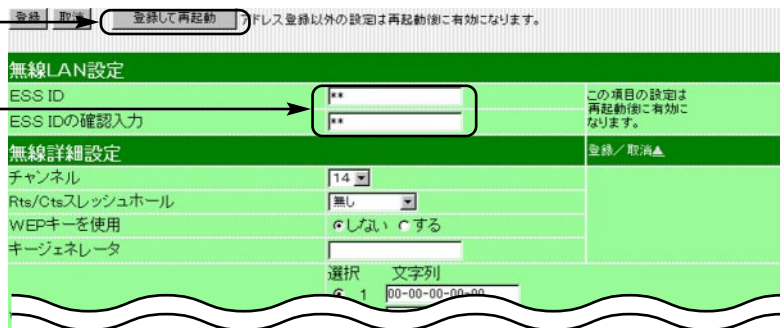 登録 取消 登録して再起動 アドレス登録以外の設定は再起動後に有効になります。
無線LAN設定
ESS ID ** この項目の設定は
再起動後に有効に
ESS IDの確認入力 ** なります。
無線詳細設定 登録/取消▲
チャンネル 14
Rts/Ctsスレッシュホール 無し
WEPキーを使用 しない する
キージェネレータ
選択 文字列
1 00-00-00-00-00